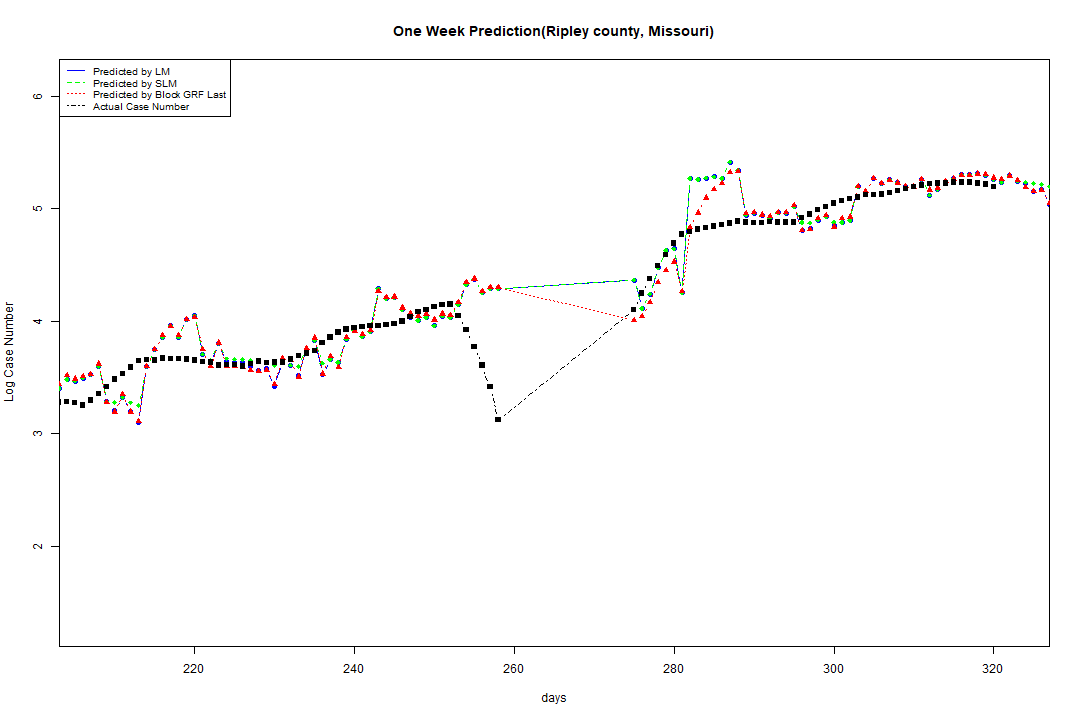 One Week Prediction(Ripley county, Missouri)
Predicted by LM
Predicted by SLM
Predicted by Block GRF Last
Actual Case Number
6
5
4
3
2
Log Case Number
220
240
260
280
300
320
days